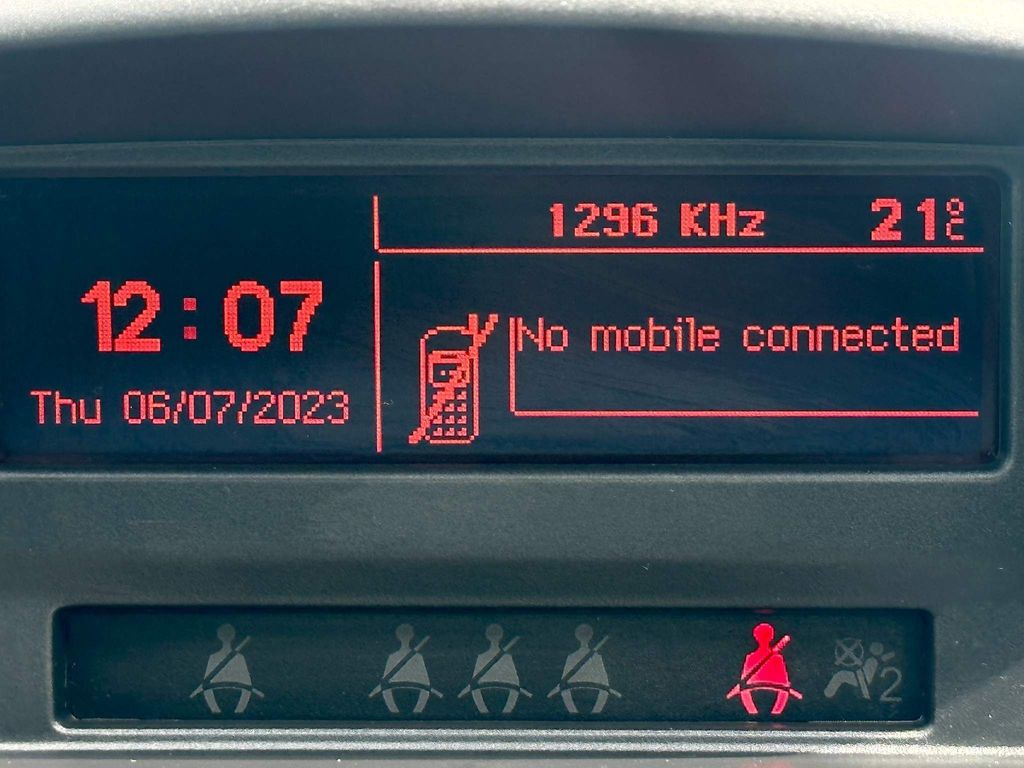 1296 KHz 21°C
12:07
No mobile connected
Thu 06/07/2023
2